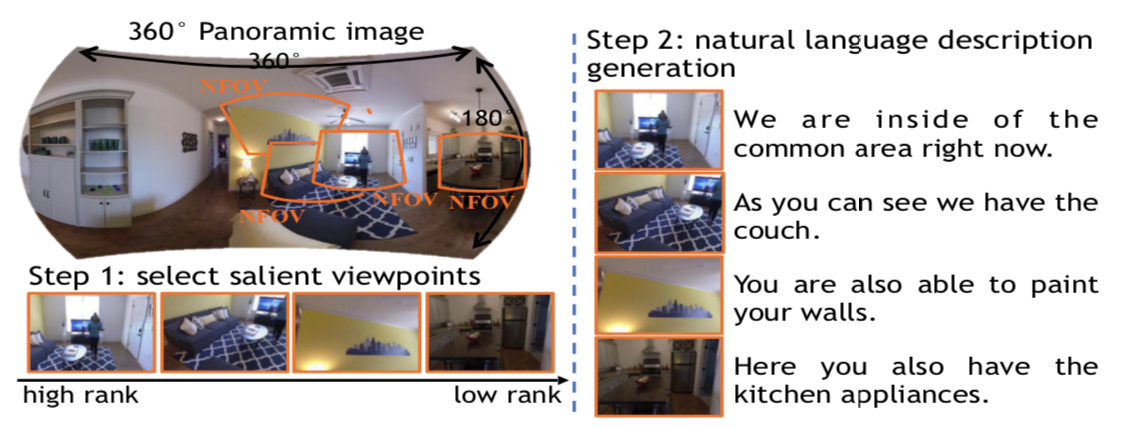 360° Panoramic image
360°
NFOV
180°
NFOV
NFOV
NFOV
Step 1: select salient viewpoints
high rank
low rank
Step 2: natural language description
generation
We are inside of the
common area right now.
As you can see we have the
couch.
You are also able to paint
your walls.
Here you also have the
kitchen appliances.